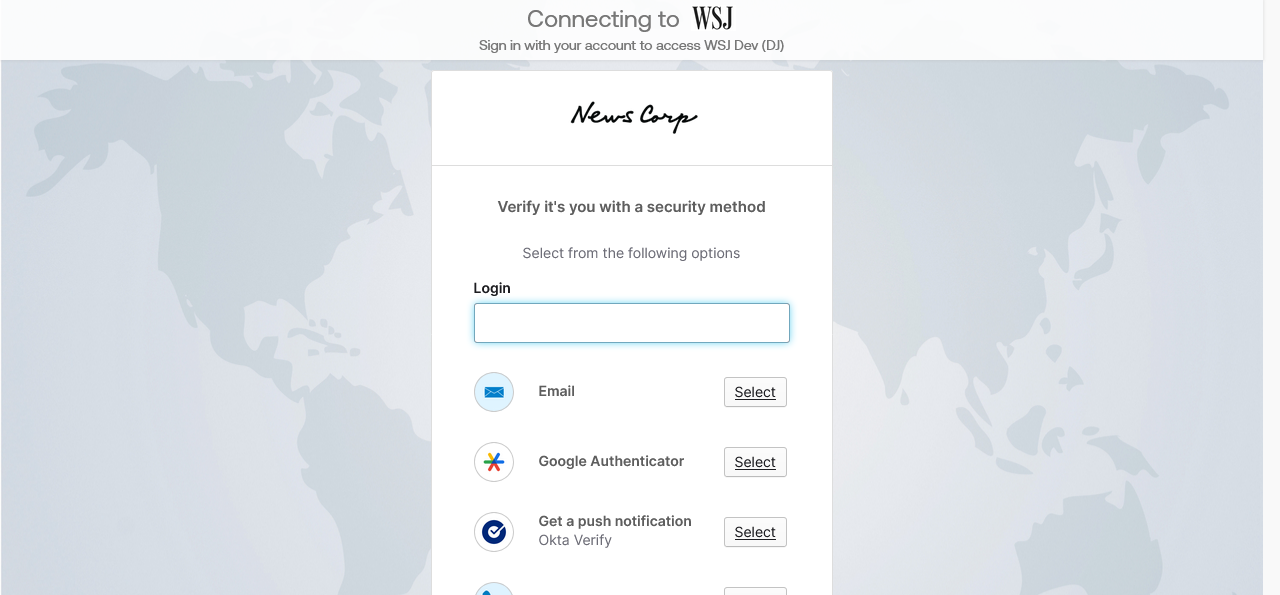 Connecting to WSJ
Sign in with your account to access WSJ Dev (DJ)
News Corp
Verify it's you with a security method
Select from the following options
Login
Email
Select
Google Authenticator
Select
Get a push notification
Okta Verify
Select